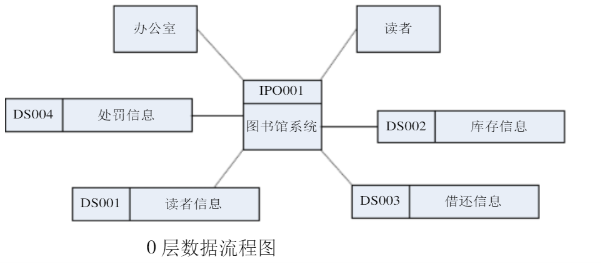 办公室
读者
IPO001
图书馆系统
DS004 处罚信息
DS002 库存信息
DS001 读者信息
DS003 借还信息
0 层数据流程图